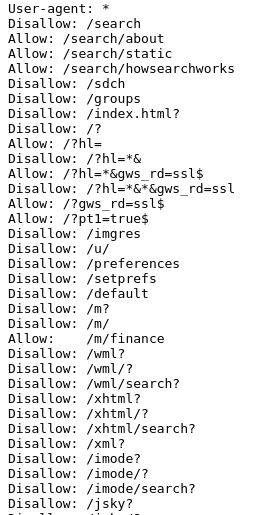 User-agent: *
Disallow: /search
Allow: /search/about
Allow: /search/static
Allow: /search/howsearchworks
Disallow: /sdch
Disallow: /groups
Disallow: /index.html?
Disallow: /?
Allow: /?hl=
Disallow: /?hl=*&
Allow: /?hl=*&gws_rd=ssl$
Disallow: /?hl=*&*&gws_rd=ssl
Allow: /?gws_rd=ssl$
Allow: /?pt1=true$
Disallow: /imgres
Disallow: /u/
Disallow: /preferences
Disallow: /setprefs
Disallow: /default
Disallow: /m?
Disallow: /m/
Allow:    /m/finance
Disallow: /wml?
Disallow: /wml/?
Disallow: /wml/search?
Disallow: /xhtml?
Disallow: /xhtml/?
Disallow: /xhtml/search?
Disallow: /xml?
Disallow: /imode?
Disallow: /imode/?
Disallow: /imode/search?
Disallow: /jsky?